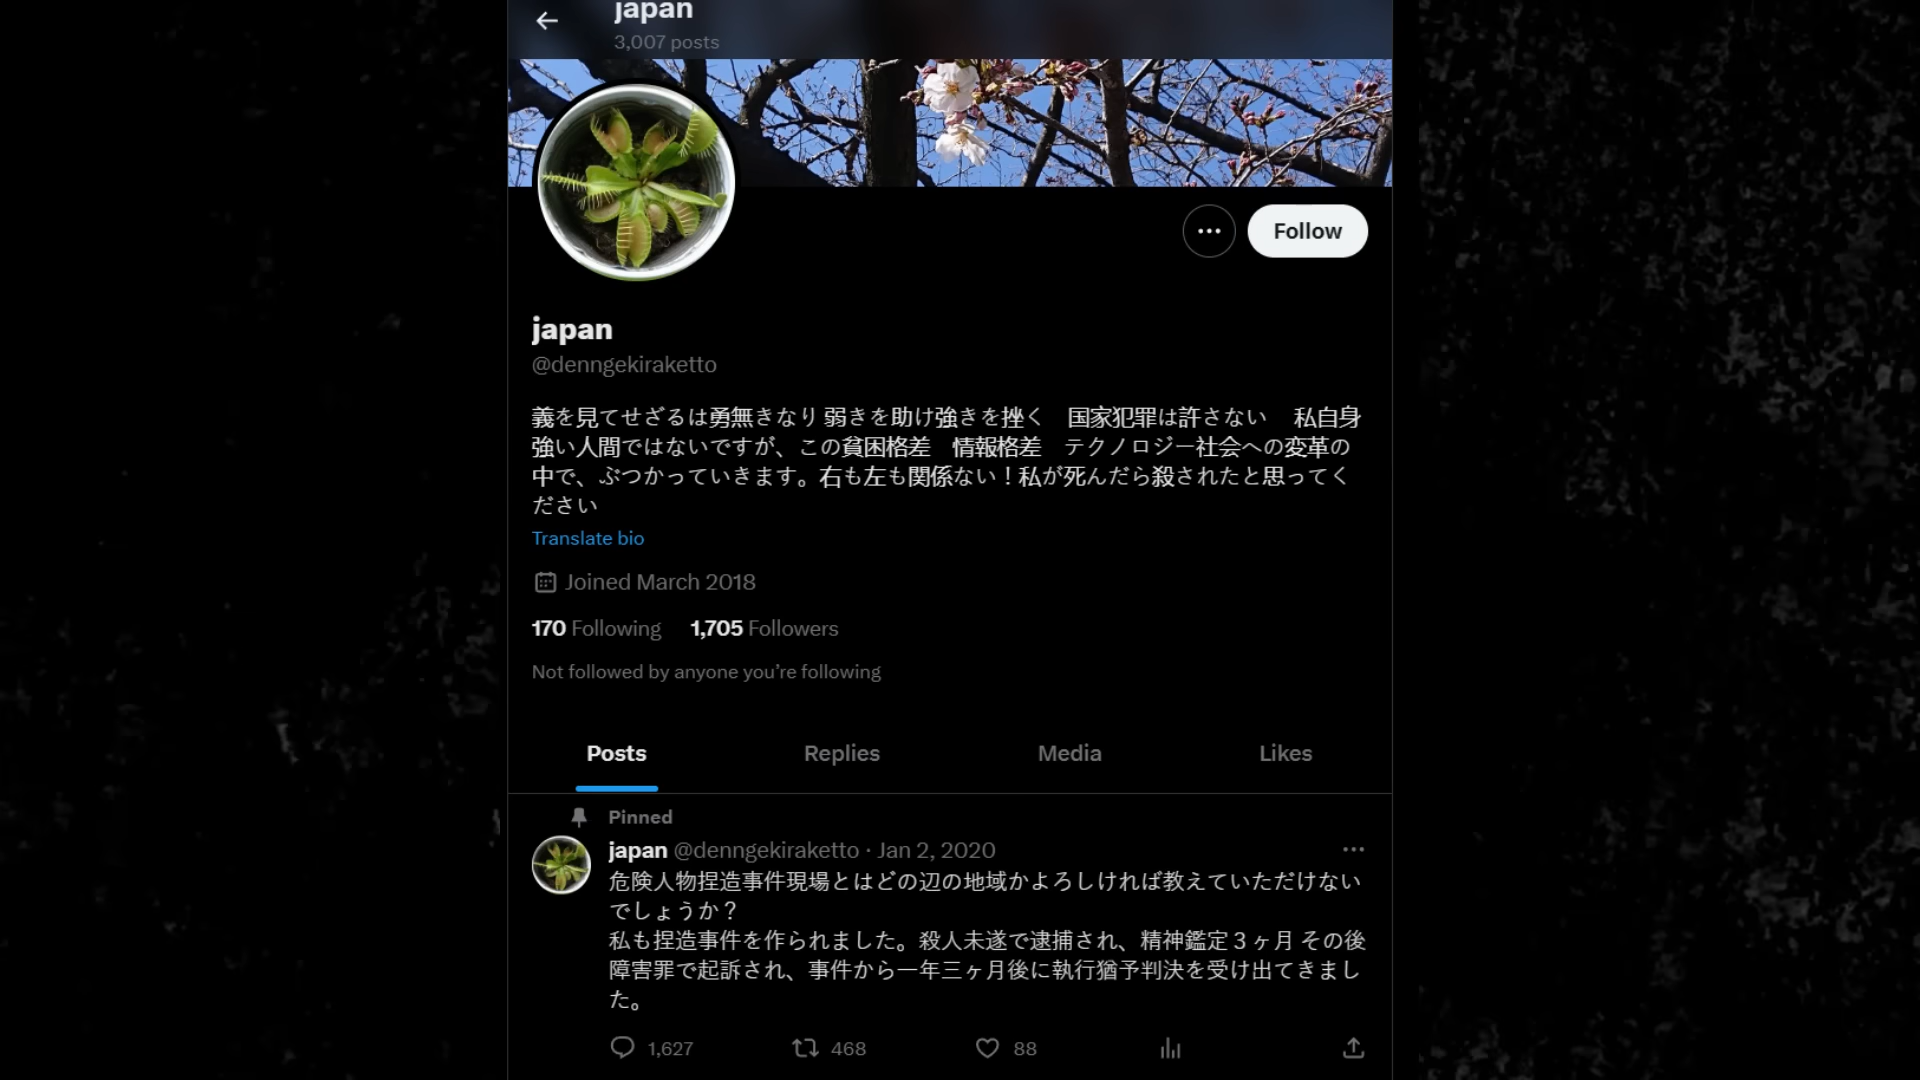 japan
3,007 posts
Follow
japan
@denngekiraketto
義を見てせざるは勇無きなり 弱きを助け強きを挫く　国家犯罪は許さない　 私自身
強い人間ではないですが、この貧困格差　情報格差　テクノロジー社会への変革の
中で、ぶつかっていきます。右も左も関係ない！私が死んだら殺されたと思ってく
ださい
Translate bio
Joined March 2018
170 Following 1,705 Followers
Not followed by anyone you’re following
Posts Replies Media Likes
Pinned
japan @denngekiraketto · Jan 2, 2020
危険人物捏造事件現場とはどの辺の地域かよろしければ教えていただけない
でしょうか？
私も捏造事件を作られました。殺人未遂で逮捕され、精神鑑定３ヶ月 その後
障害罪で起訴され、事件から一年三ヶ月後に執行猶予判決を受け出てきまし
た。
1,627 468 88